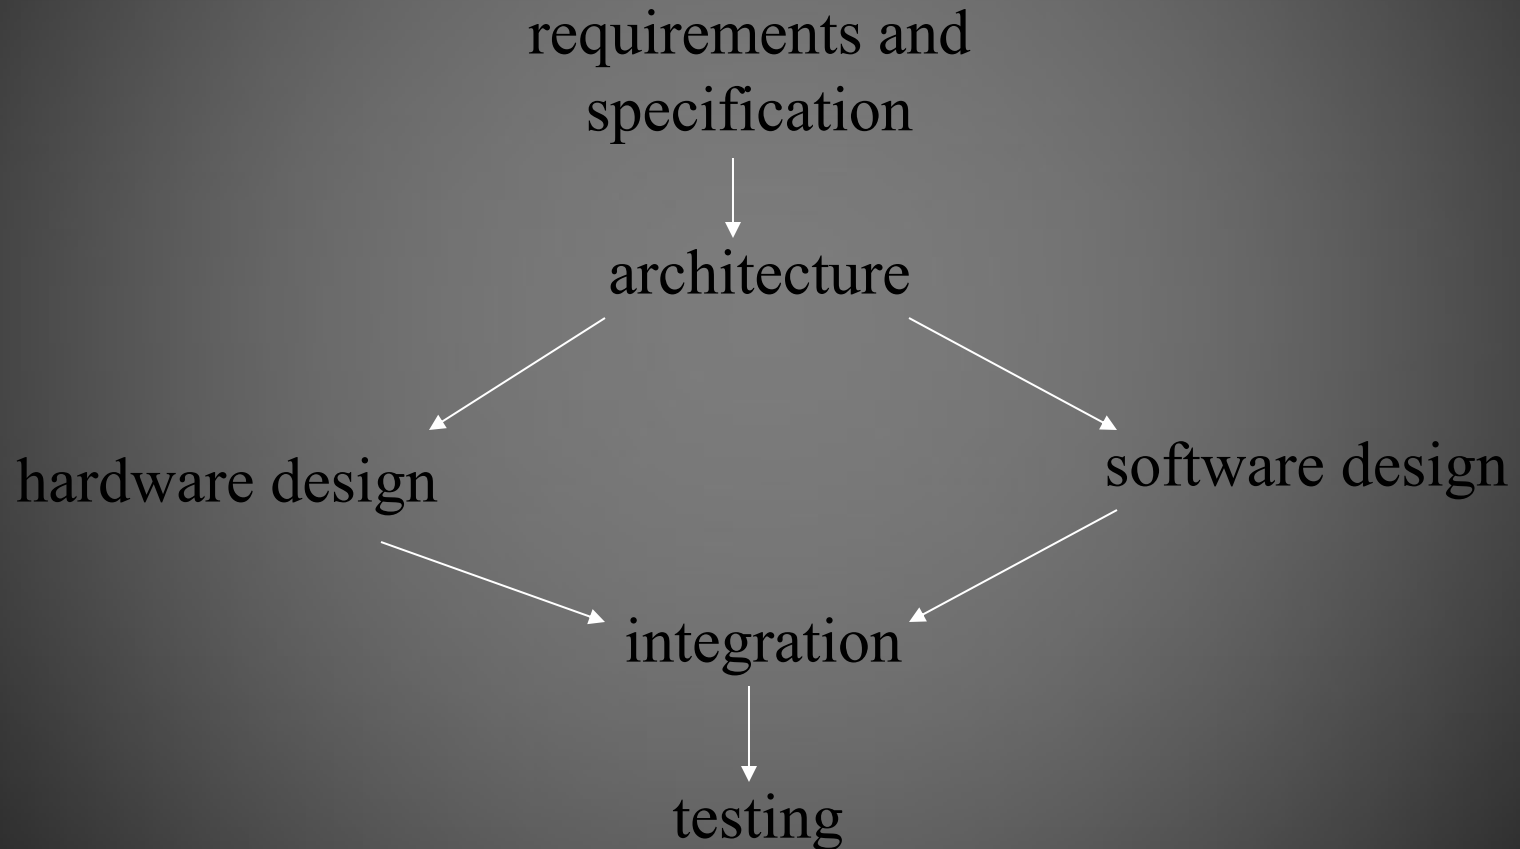 requirements and
specification
architecture
hardware design
software design
integration
testing